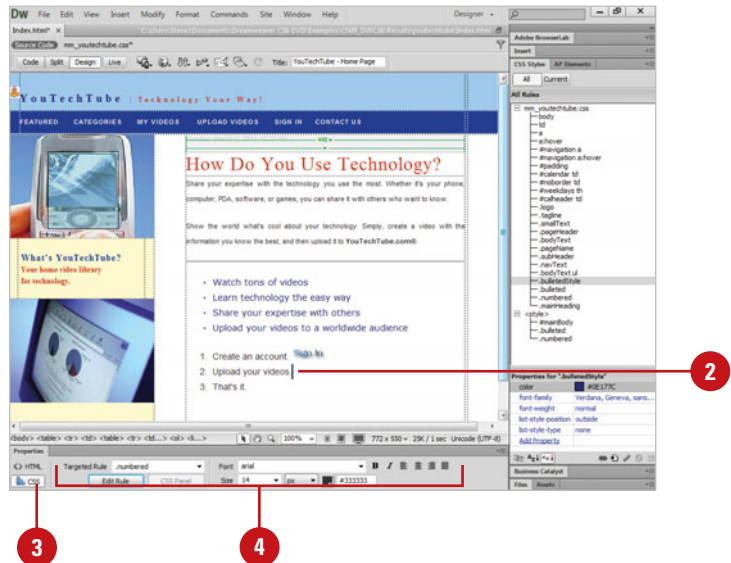 DW File Edit View Insert Modify Format Commands Site Window Help Designer
Index.html* ×
Source Code mm_youtechtube.css*
Code Split Design Live Title: YouTechTube - Home Page
YouTechTube | Technology Your Way!
FEATURED CATEGORIES MY VIDEOS UPLOAD VIDEOS SIGN IN CONTACT US
How Do You Use Technology?
Share your expertise with the technology you use the most. Whether it's your phone,
computer, PDA, software, or games, you can share it with others who want to know.
Show the world what's cool about your technology. Simply, create a video with the
information you know the best, and then upload it to YouTechTube.com®.
What's YouTechTube?
Your home video library
for technology.
Watch tons of videos
Learn technology the easy way
Share your expertise with others
Upload your videos to a worldwide audience
1. Create an account. Sign In
2. Upload your videos.
3. That's it.
<body> <table> <tr> <td> <table> <tr> <td...> <ol> <li...> 100% 772 x 550 25K / 1 sec Unicode (UTF-8)
Properties
<> HTML Targeted Rule .numbered Font arial B I
CSS Edit Rule CSS Panel Size 14 px #333333
Adobe BrowserLab
Insert
CSS Styles AP Elements
All Current
All Rules
mm_youtechtube.css
body
td
a
a:hover
#navigation a
#navigation a:hover
#padding
#calendar td
#noborder td
#weekdays th
#calheader td
.logo
.tagline
.smallText
.pageHeader
.bodyText
.pageName
.subHeader
.navText
.bodyText ul
.bulletedStyle
.bulleted
.numbered
.mainHeading
<style>
#mainBody
.bulleted
.numbered
Properties for ".bulletedStyle"
color #0E177C
font-family Verdana, Geneva, sans...
font-weight normal
list-style-position outside
list-style-type none
Add Property
Business Catalyst
Files Assets
2
3
4